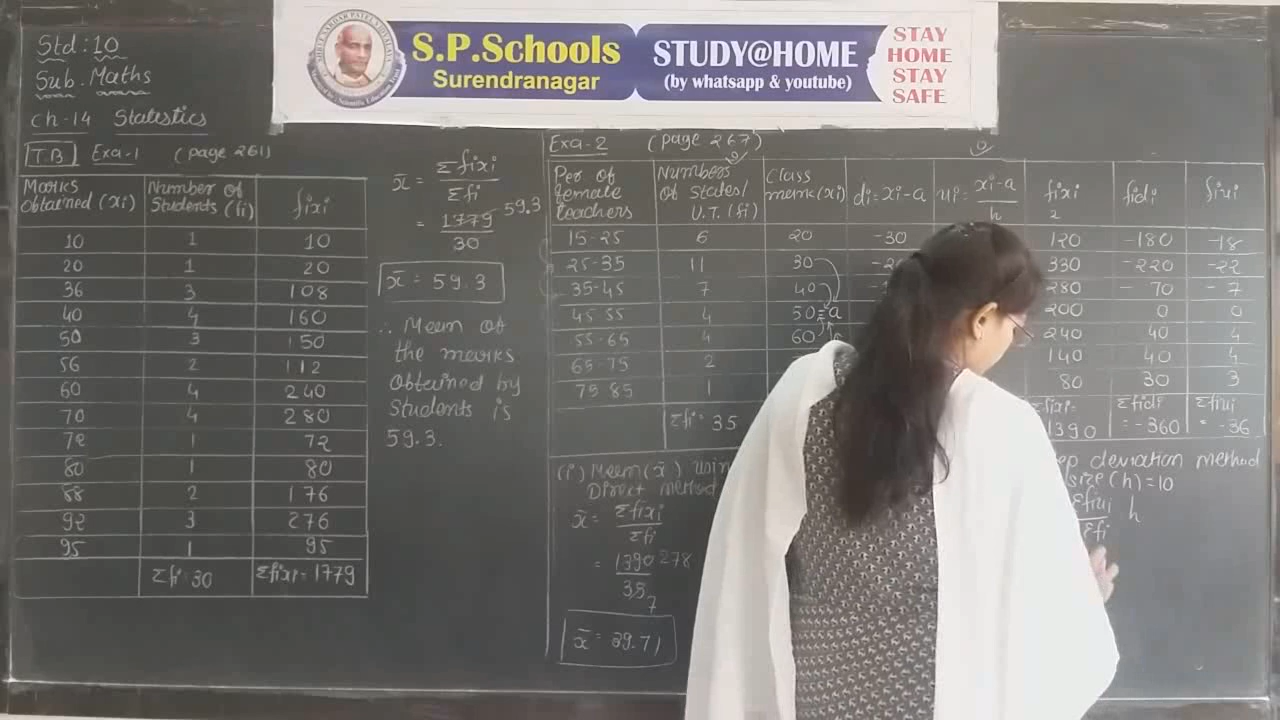 Std : 10
Sub. Maths
Ch-14 Statistics
S.P.Schools
Surendranagar
STUDY@HOME
(by whatsapp & youtube)
STAY
HOME
STAY
SAFE
T.B Exa-1 (page 261)
Marks Obtained (xi) Number of Students (fi) fixi
10 1 10
20 1 20
36 3 108
40 4 160
50 3 150
56 2 112
60 4 240
70 4 280
72 1 72
80 1 80
88 2 176
92 3 276
95 1 95
Σfi = 30 Σfixi = 1779
x̄ = Σfixi / Σfi
= 1779 / 30 59.3
x̄ = 59.3
∴ Mean of
the marks
obtained by
Students is
59.3.
Exa-2 (page 267)
Per of female teachers Numbers of States/ U.T. (fi) Class mark (xi) di = xi-a ui = xi-a / h fixi fidi fiui
15-25 6 20 -30 120 -180 -18
25-35 11 30 330 -220 -22
35-45 7 40 280 -70 -7
45-55 4 50 = a 200 0 0
55-65 4 60 240 40 4
65-75 2 140 40 4
75-85 1 80 30 3
Σfi = 35 Σfixi = 1390 Σfidi = -360 Σfiui = -36
(i) Mean (x̄) using
Direct method
x̄ = Σfixi / Σfi
= 1390 / 35 278 7
x̄ = 39.71
ep deviation method
size (h) = 10
Σfiui / Σfi h